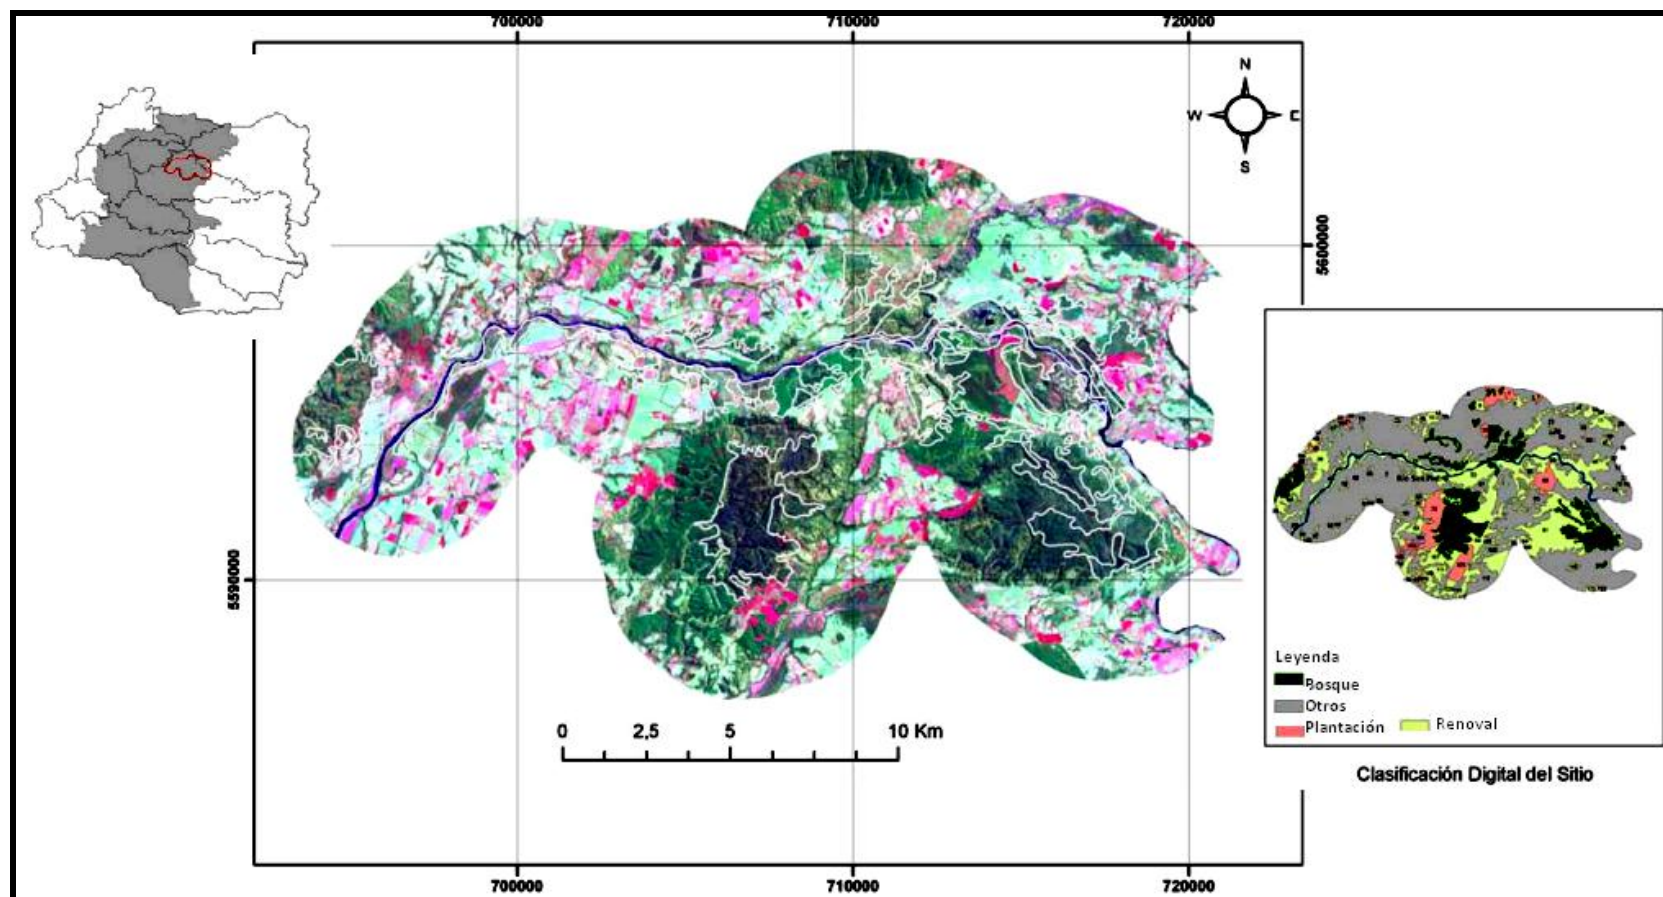 700000
710000
720000
N
W E
S
5600000
5590000
0 2,5 5 10 Km
Leyenda
Bosque
Otros
Plantación
Renoval
Clasificación Digital del Sitio
700000
710000
720000